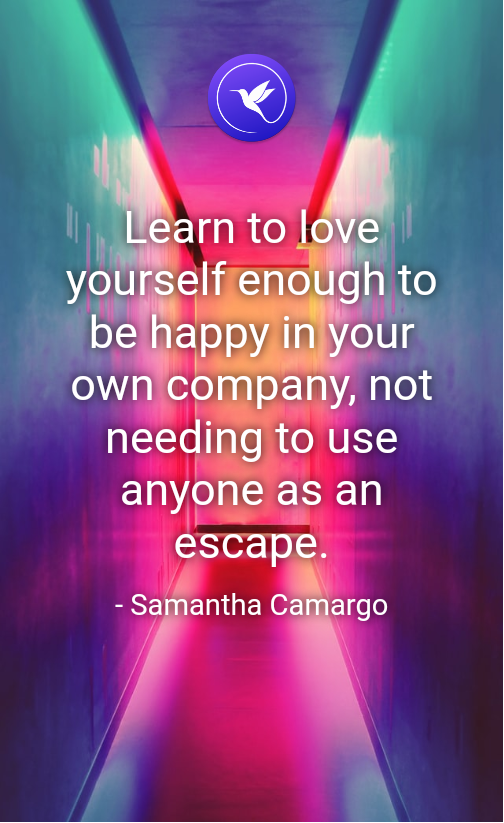 Learn to love
yourself enough to
be happy in your
own company, not
needing to use
anyone as an
escape.
- Samantha Camargo